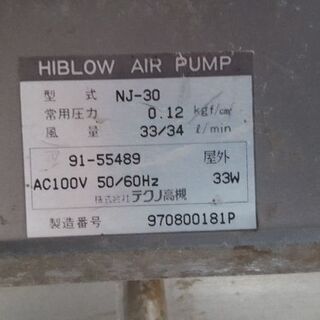 HIBLOW AIR PUMP
型式 NJ-30
常用圧力 0.12 kgf/cm²
風量 33/34 ℓ/min
91-55489 屋外
AC100V 50/60Hz 33W
株式会社 テクノ高槻
製造番号 970800181P